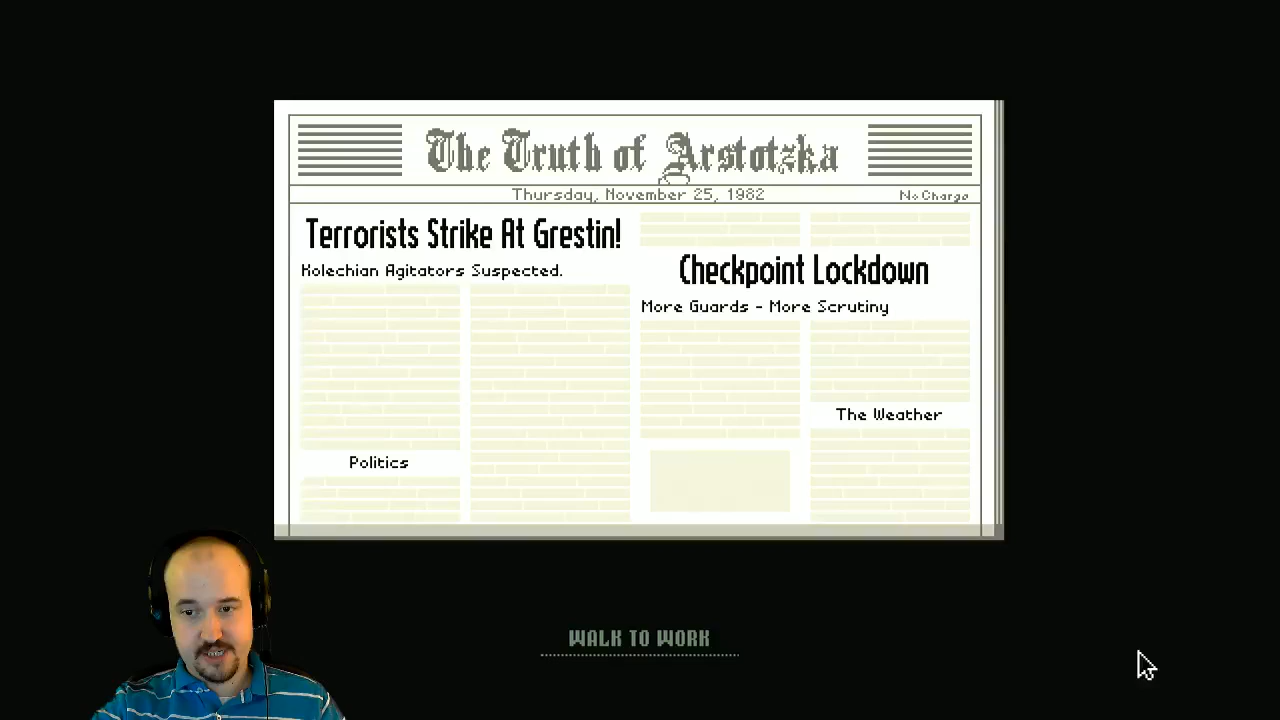 The Truth of Arstotzka
Thursday, November 25, 1982
No Charge
Terrorists Strike At Grestin!
Kolechian Agitators Suspected.
Politics
Checkpoint Lockdown
More Guards - More Scrutiny
The Weather
WALK TO WORK